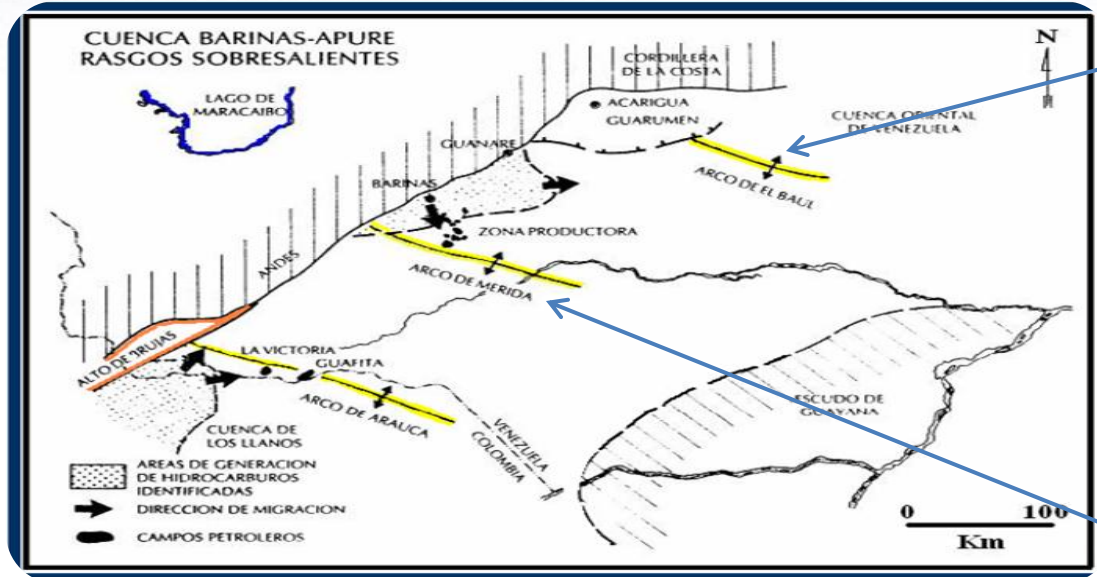 CUENCA BARINAS-APURE
RASGOS SOBRESALIENTES
N
LAGO DE
MARACAIBO
CORDILLERA
DE LA COSTA
ACARIGUA
GUARUMEN
CUENCA ORIENTAL
DE VENEZUELA
GUANARE
ARCO DE EL BAUL
BARINAS
ZONA PRODUCTORA
ANDES
ARCO DE MERIDA
ALTO DE BRUJAS
LA VICTORIA
GUAFITA
ARCO DE ARAUCA
ESCUDO DE
GUAYANA
VENEZUELA
COLOMBIA
CUENCA DE
LOS LLANOS
AREAS DE GENERACION
DE HIDROCARBUROS
IDENTIFICADAS
DIRECCION DE MIGRACION
CAMPOS PETROLEROS
0 100
Km